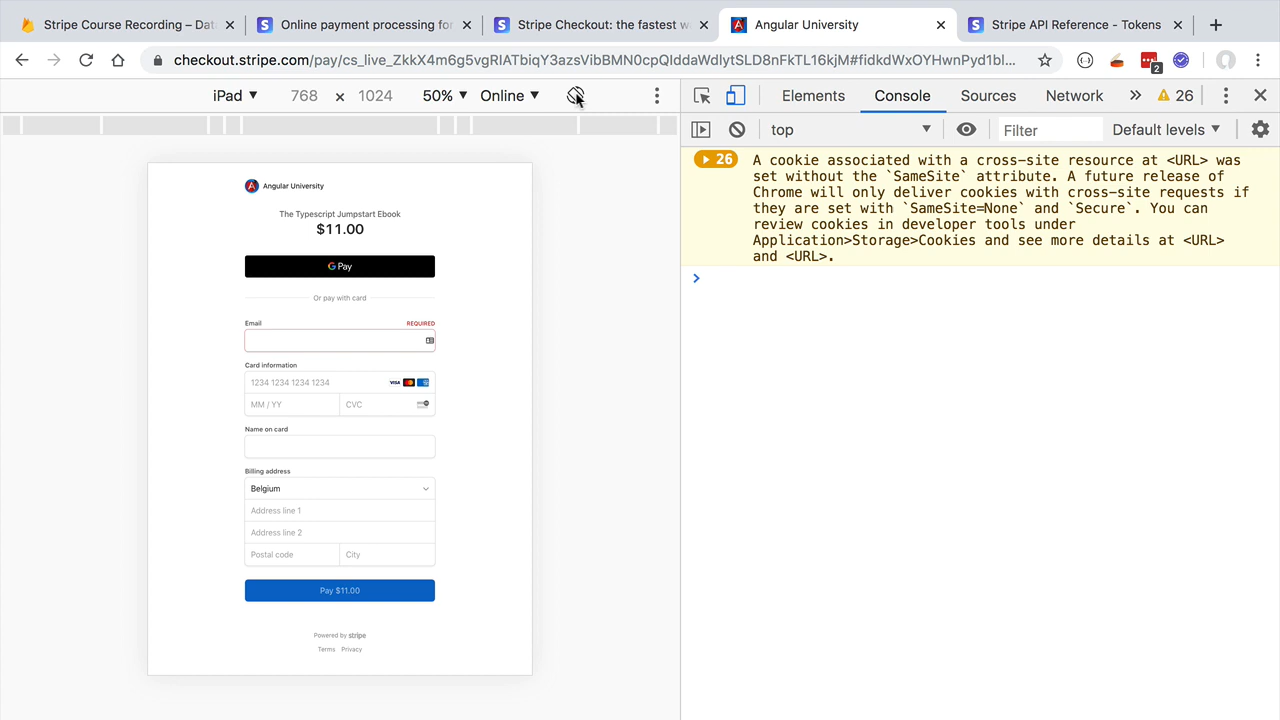 Stripe Course Recording – Dat
Online payment processing for
Stripe Checkout: the fastest w
Angular University
Stripe API Reference - Tokens
checkout.stripe.com/pay/cs_live_ZkkX4m6g5vgRIATbiqY3azsVibBMN0cpQIddaWdlytSLD8nFkTL16kjM#fidkdWxOYHwnPyd1bl...
2
iPad
768
×
1024
50%
Online
Elements
Console
Sources
Network
26
top
Filter
Default levels
Angular University
The Typescript Jumpstart Ebook
$11.00
G Pay
Or pay with card
Email
REQUIRED
Card information
1234 1234 1234 1234
VISA
MM / YY
CVC
Name on card
Billing address
Belgium
Address line 1
Address line 2
Postal code
City
Pay $11.00
Powered by stripe
Terms
Privacy
26
A cookie associated with a cross-site resource at <URL> was
set without the `SameSite` attribute. A future release of
Chrome will only deliver cookies with cross-site requests if
they are set with `SameSite=None` and `Secure`. You can
review cookies in developer tools under
Application>Storage>Cookies and see more details at <URL>
and <URL>.